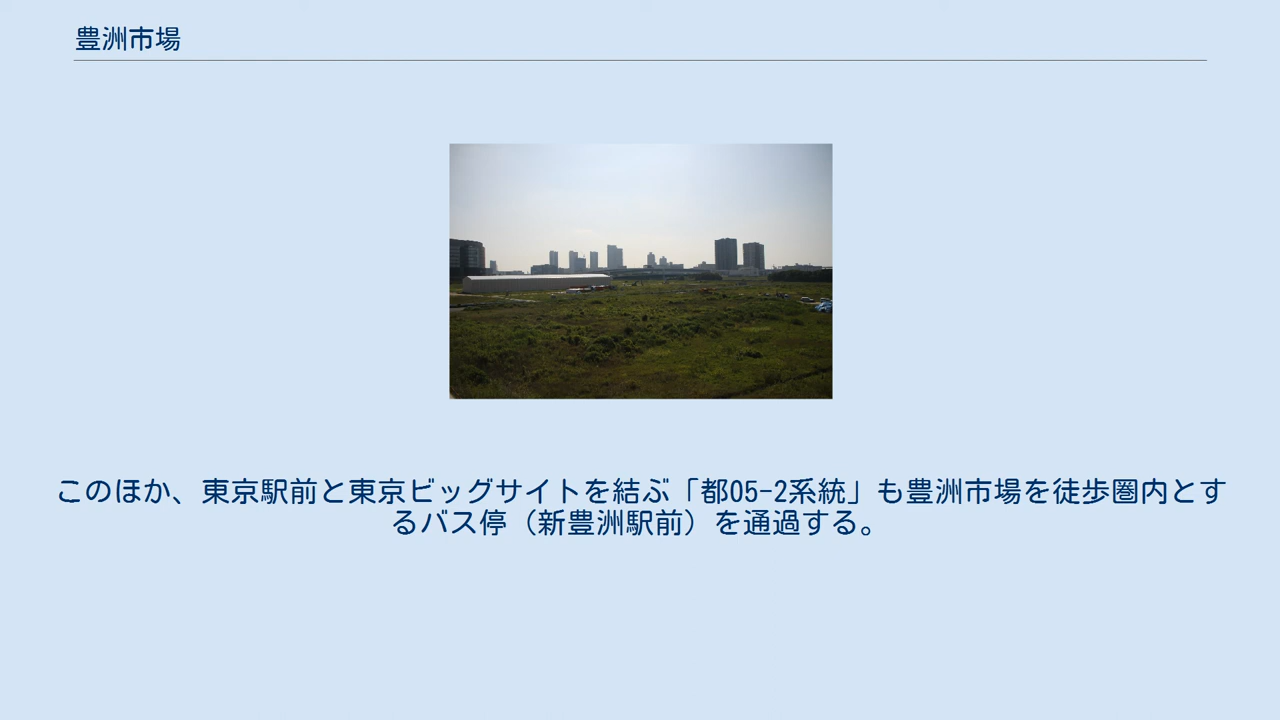 豊洲市場
このほか、東京駅前と東京ビッグサイトを結ぶ「都05-2系統」も豊洲市場を徒歩圏内とす
るバス停（新豊洲駅前）を通過する。